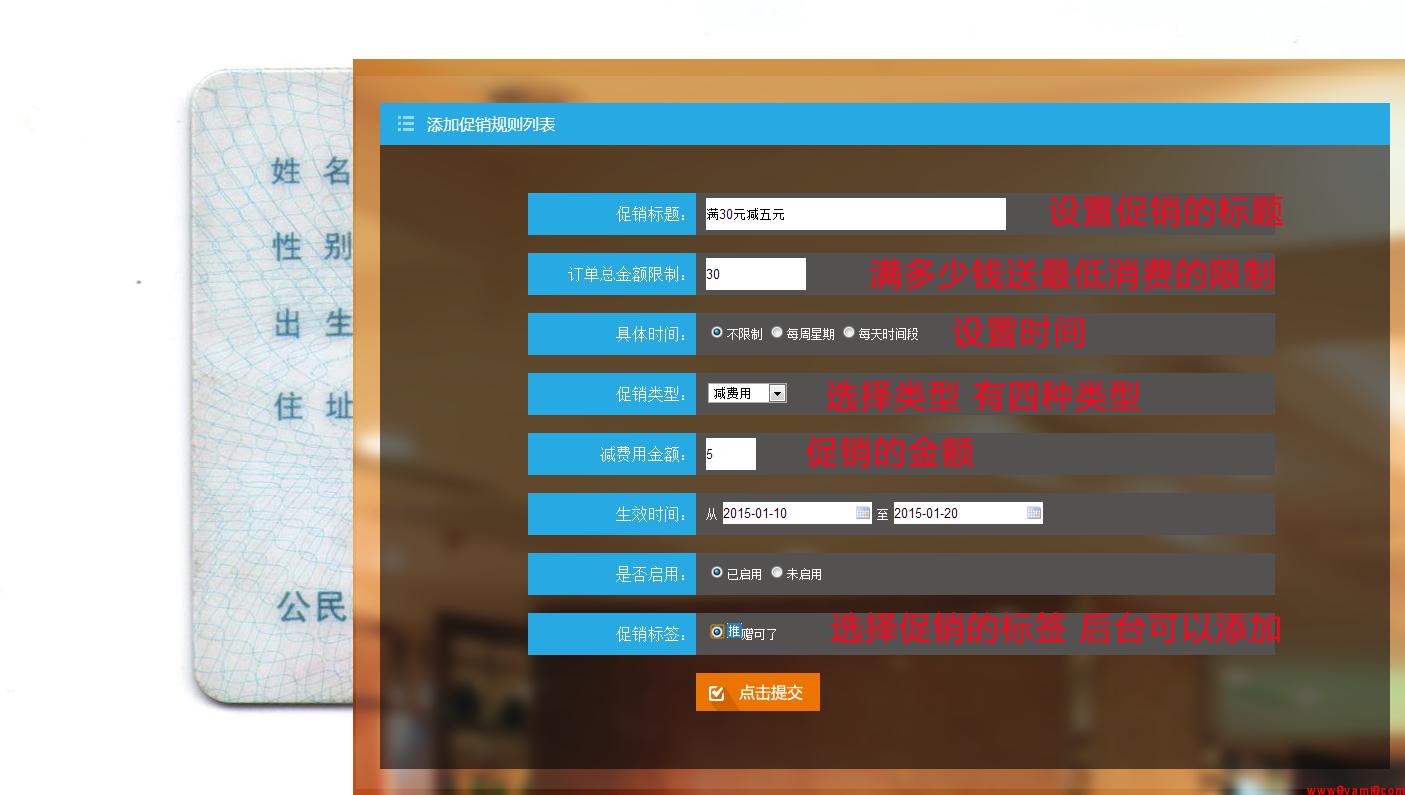 添加促销规则列表
姓 名
性 别
出 生
住 址
公民
促销标题： 满30元减五元 设置促销的标题
订单总金额限制： 30 满多少钱送最低消费的限制
具体时间： 不限制 每周星期 每天时间段 设置时间
促销类型： 减费用 选择类型 有四种类型
减费用金额： 5 促销的金额
生效时间： 从 2015-01-10 至 2015-01-20
是否启用： 已启用 未启用
促销标签： 推赠可了 选择促销的标签 后台可以添加
点击提交